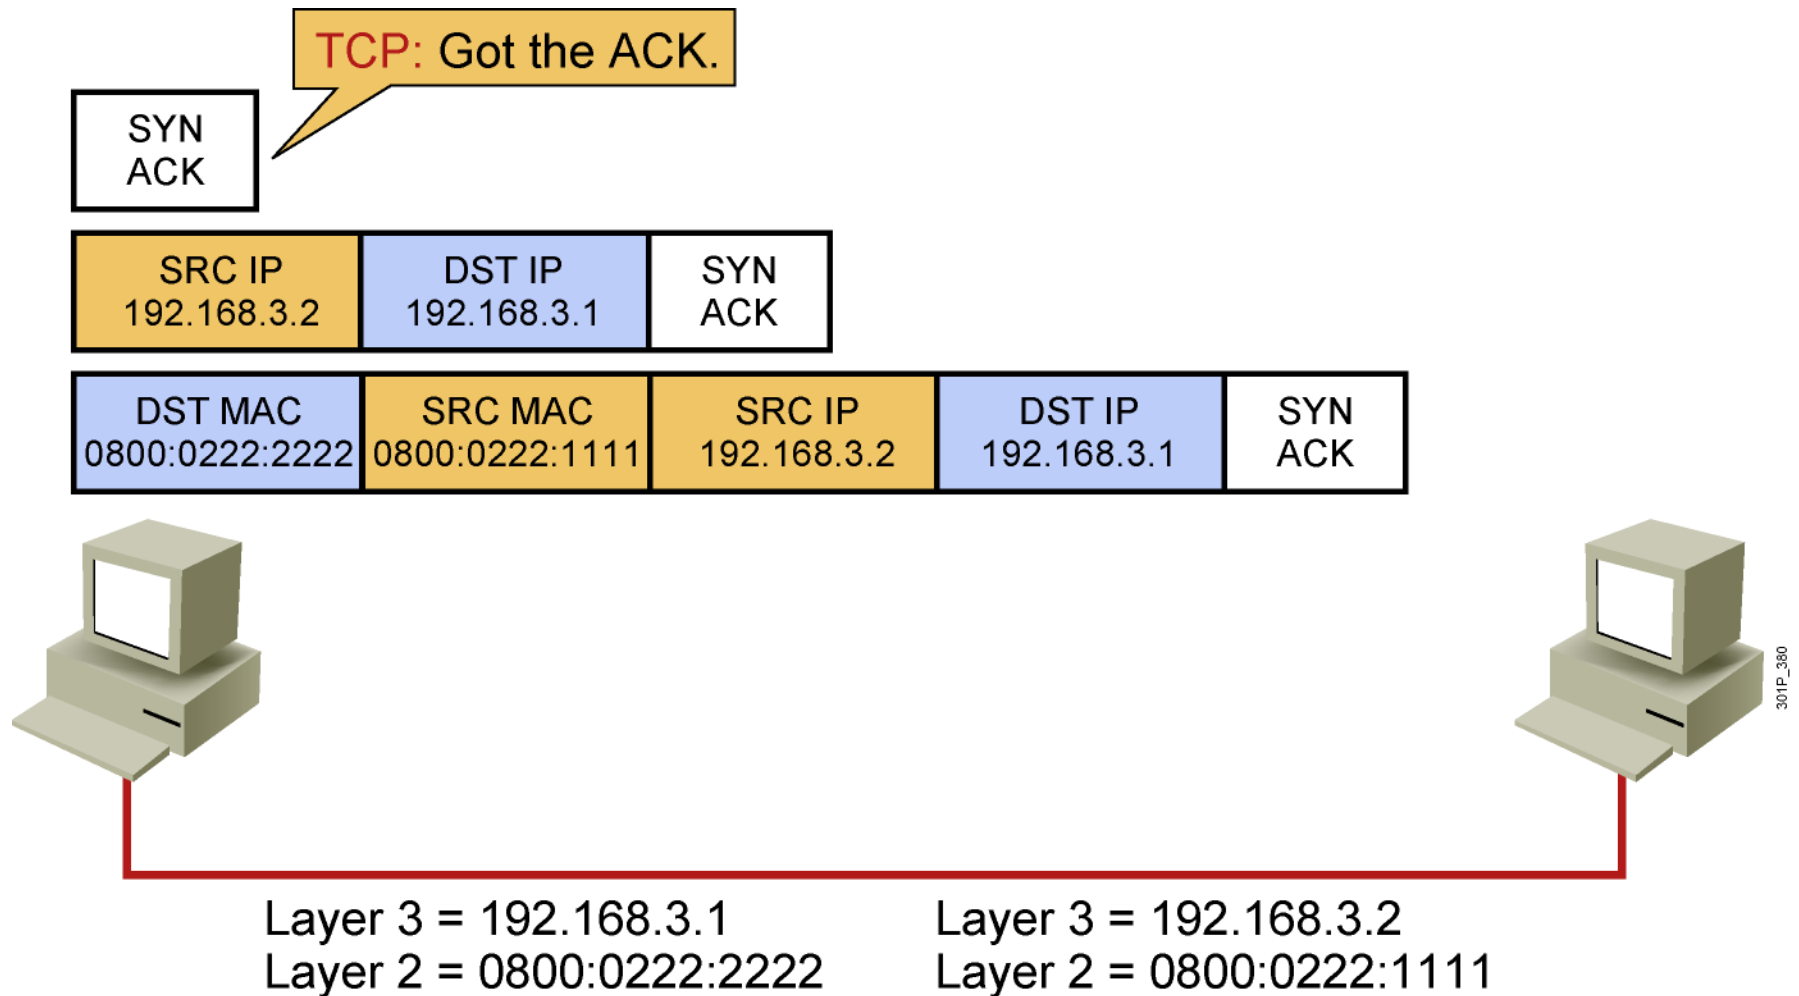 TCP: Got the ACK.
SYN
ACK
SRC IP
192.168.3.2
DST IP
192.168.3.1
SYN
ACK
DST MAC
0800:0222:2222
SRC MAC
0800:0222:1111
SRC IP
192.168.3.2
DST IP
192.168.3.1
SYN
ACK
301P_380
Layer 3 = 192.168.3.1
Layer 2 = 0800:0222:2222
Layer 3 = 192.168.3.2
Layer 2 = 0800:0222:1111